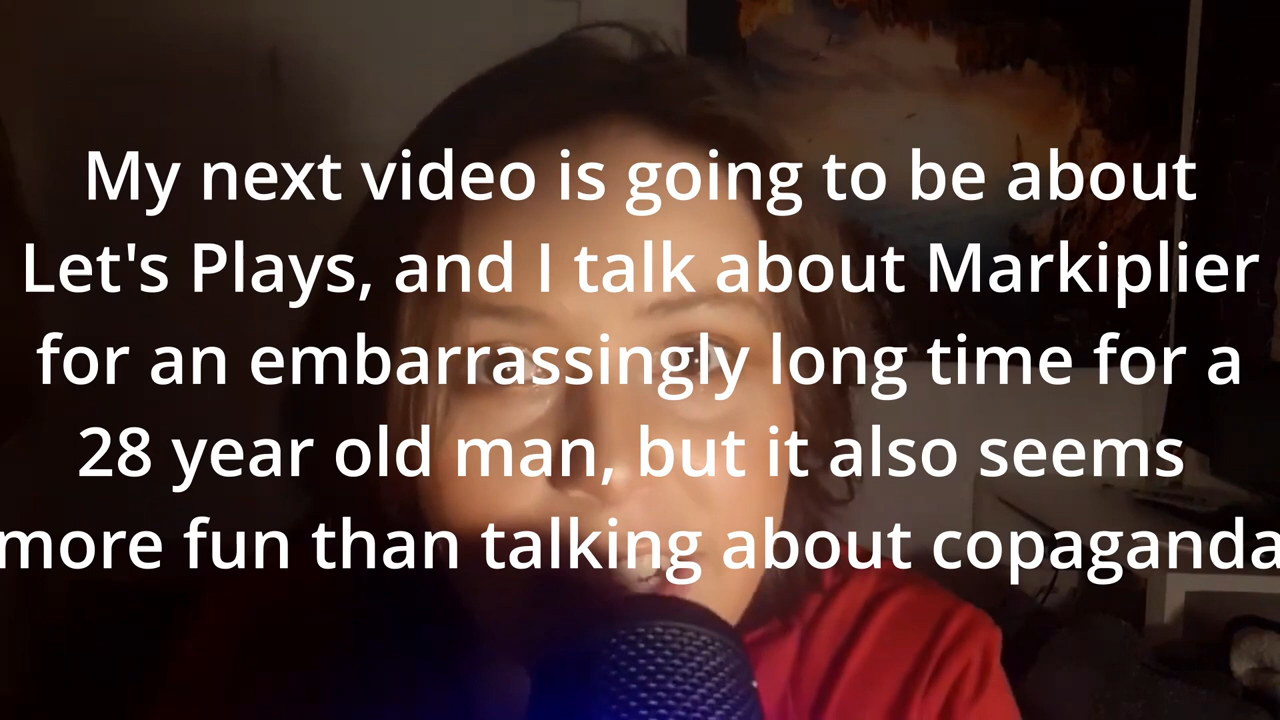 My next video is going to be about
Let's Plays, and I talk about Markiplier
for an embarrassingly long time for a
28 year old man, but it also seems
more fun than talking about copaganda